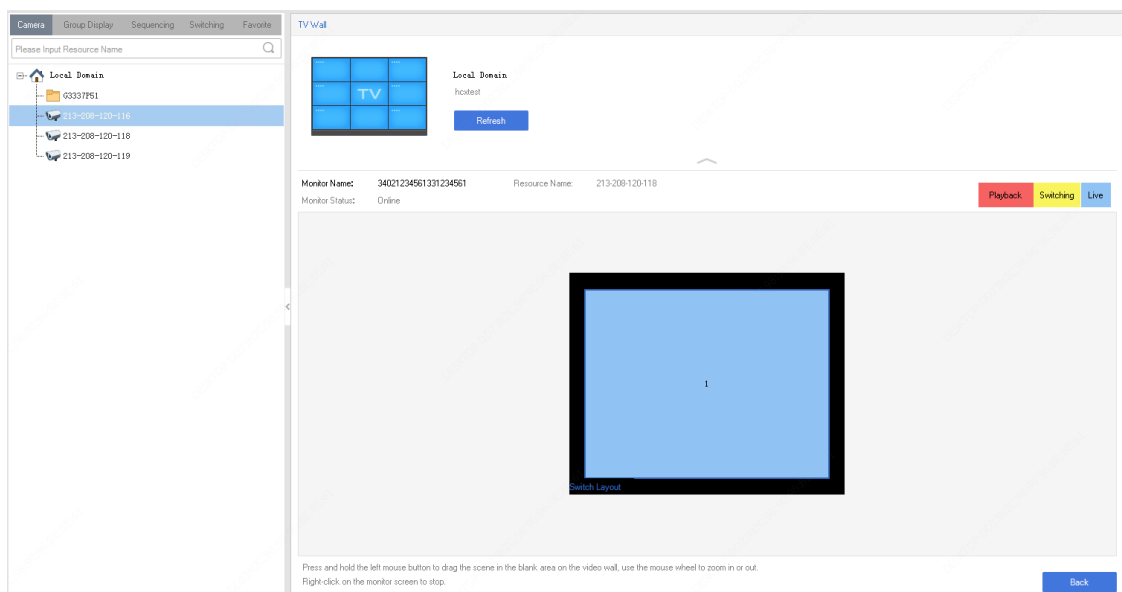 Camera Group Display Sequencing Switching Favorite
Please Input Resource Name
Local Domain
G3337P51
213-208-120-116
213-208-120-118
213-208-120-119
TV Wall
TV
Local Domain
hcxtest
Refresh
Monitor Name: 34021234561331234561 Resource Name: 213-208-120-118
Monitor Status: Online
Playback Switching Live
1
Switch Layout
Press and hold the left mouse button to drag the scene in the blank area on the video wall, use the mouse wheel to zoom in or out.
Right-click on the monitor screen to stop.
Back